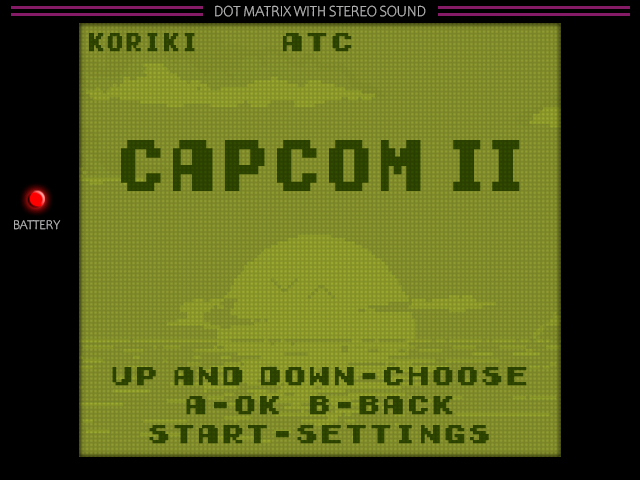 DOT MATRIX WITH STEREO SOUND
KORIKI ATC
CAPCOM II
BATTERY
UP AND DOWN-CHOOSE
A-OK B-BACK
START-SETTINGS